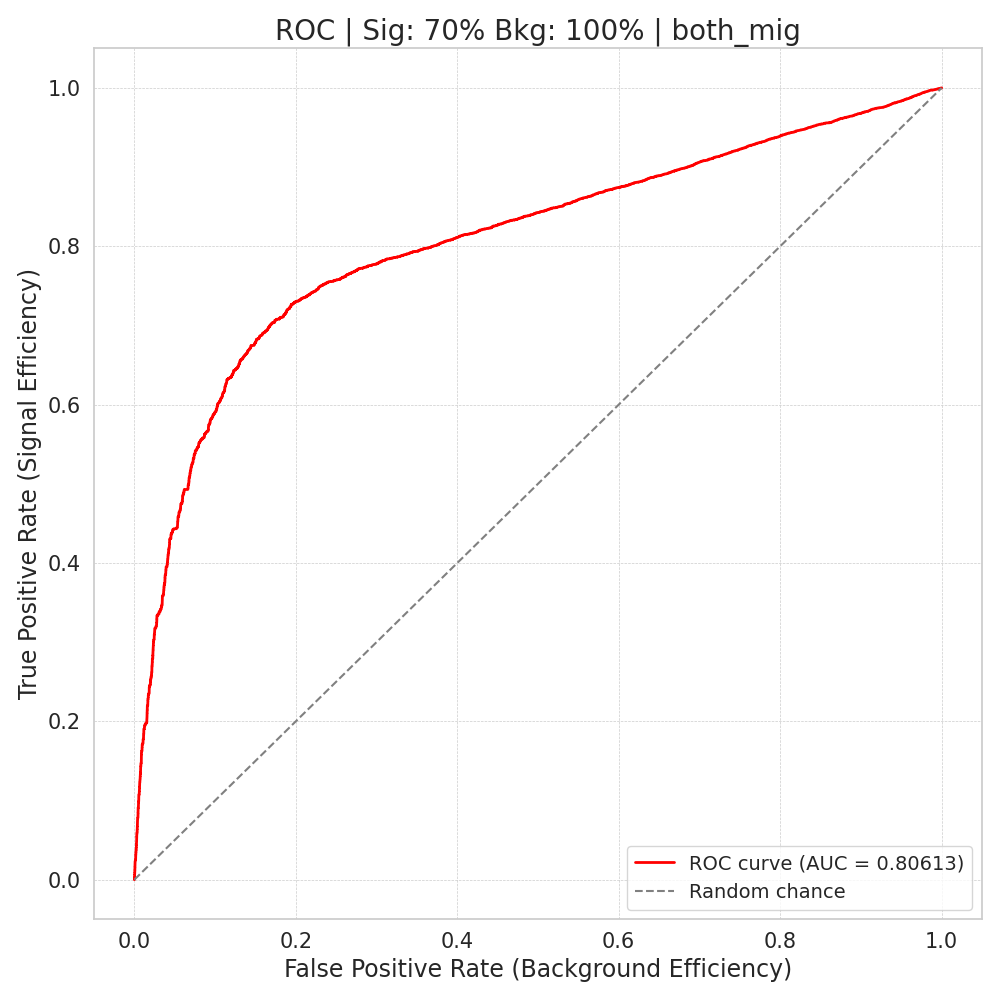 ROC | Sig: 70% Bkg: 100% | both_mig
True Positive Rate (Signal Efficiency)
1.0
0.8
0.6
0.4
0.2
0.0
ROC curve (AUC = 0.80613)
Random chance
0.0 0.2 0.4 0.6 0.8 1.0
False Positive Rate (Background Efficiency)